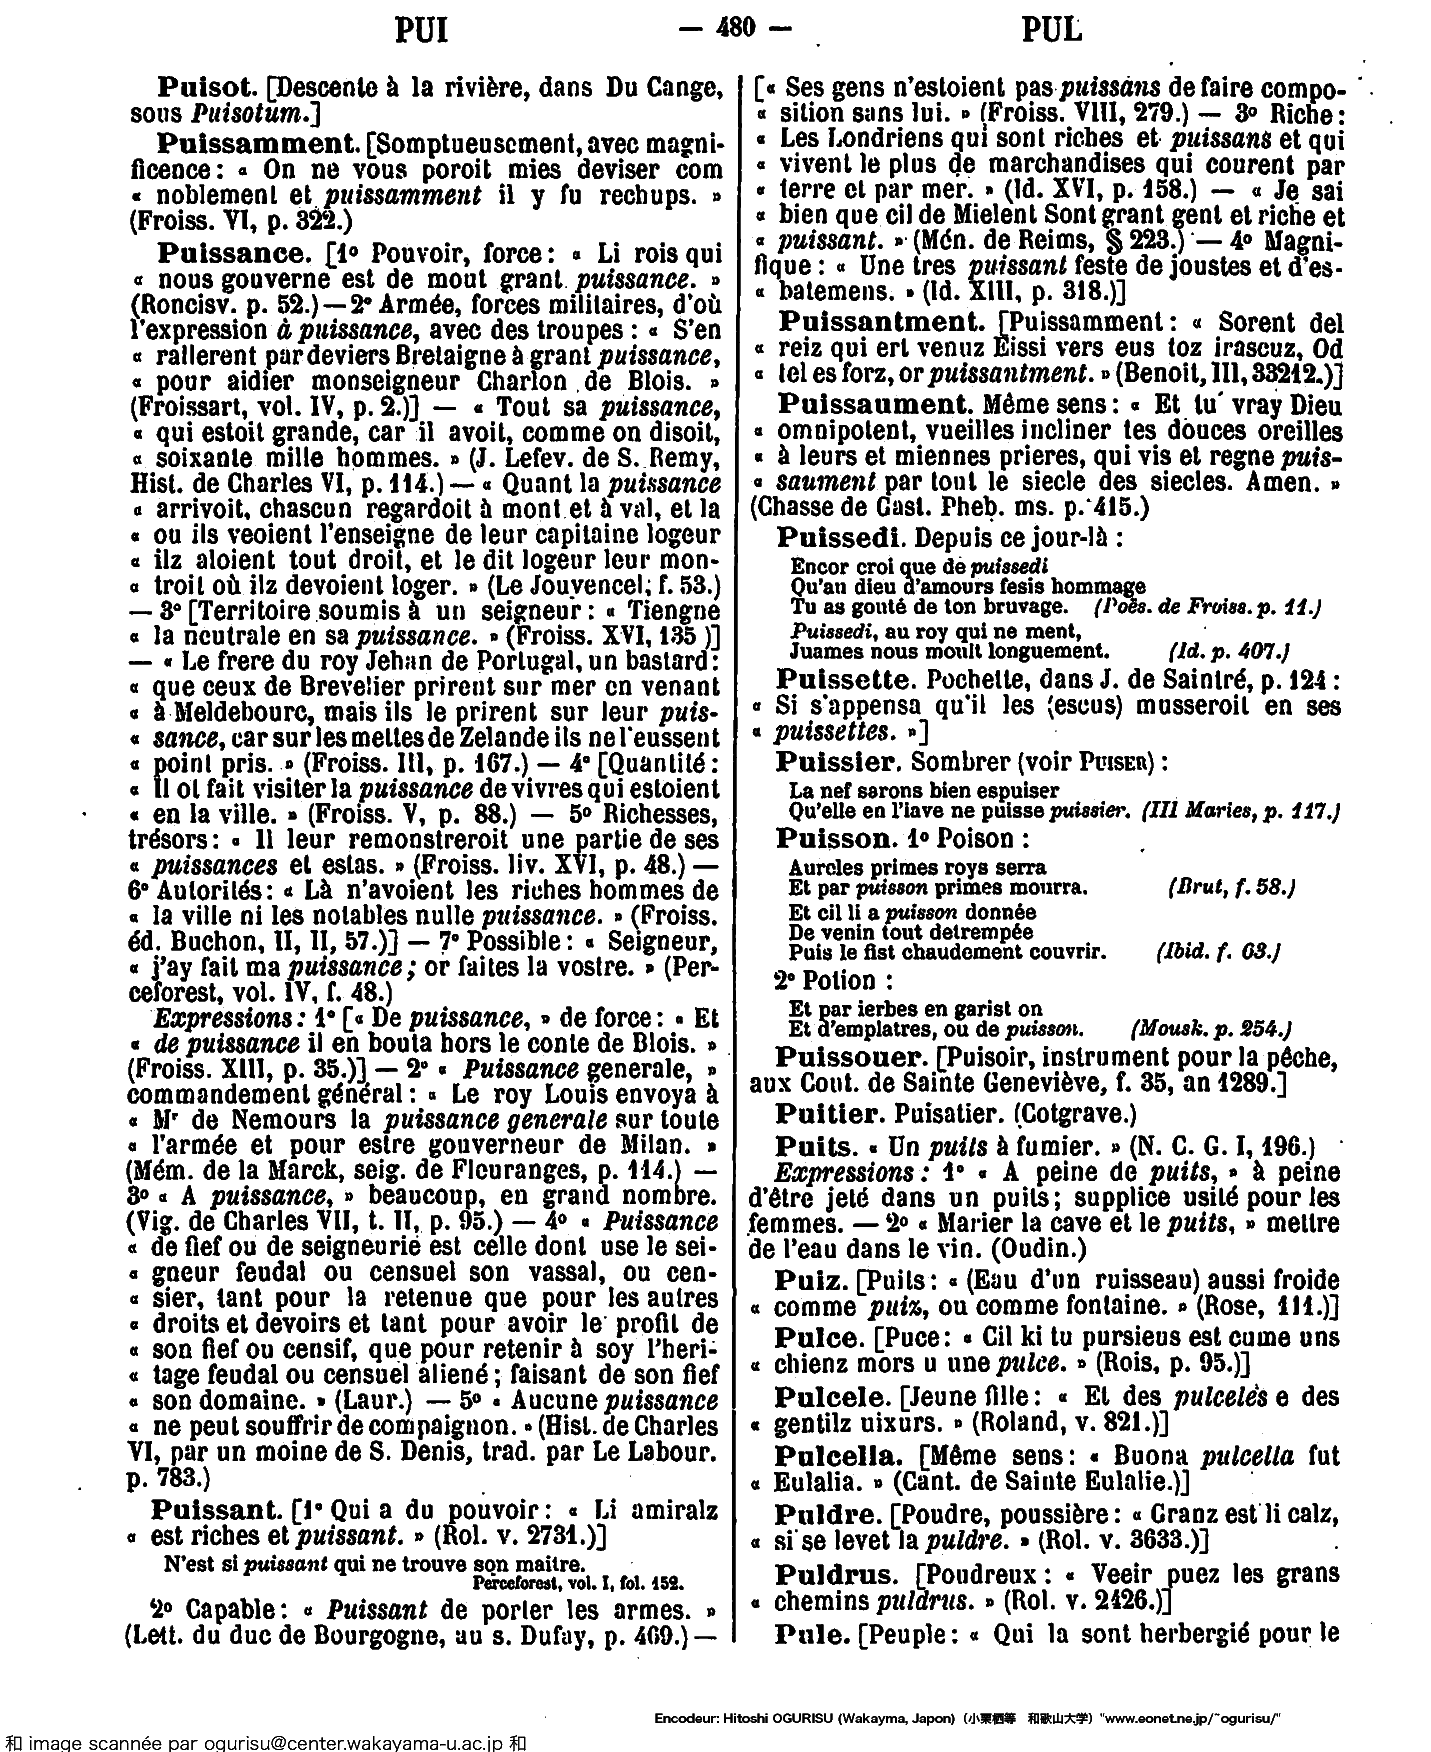 PUI — 480 — PUL
Puisot. [Descente à la rivière, dans Du Cange,
sous Puisotum.]
Puissamment. [Somptueusement, avec magni-
ficence : « On ne vous poroit mies deviser com
« noblement et puissamment il y fu rechups. »
(Froiss. VI, p. 322.)
Puissance. [1º Pouvoir, force : « Li rois qui
« nous gouverne est de mout grant puissance. »
(Roncisv. p. 52.) — 2º Armée, forces militaires, d'où
l'expression à puissance, avec des troupes : « S'en
« rallerent par deviers Bretaigne à grant puissance,
« pour aidier monseigneur Charlon de Blois. »
(Froissart, vol. IV, p. 2.)] — « Tout sa puissance,
« qui estoit grande, car il avoit, comme on disoit,
« soixante mille hommes. » (J. Lefev. de S. Remy,
Hist. de Charles VI, p. 114.) — « Quant la puissance
« arrivoit, chascun regardoit à mont et à val, et la
« ou ils veoient l'enseigne de leur capitaine logeur
« ilz aloient tout droit, et le dit logeur leur mon-
« troit où ilz devoient loger. » (Le Jouvencel, f. 53.)
— 3º [Territoire soumis à un seigneur : « Tiengne
« la neutrale en sa puissance. » (Froiss. XVI, 135 )]
— « Le frere du roy Jehan de Portugal, un bastard :
« que ceux de Brevelier prirent sur mer en venant
« à Meldebourc, mais ils le prirent sur leur puis-
« sance, car sur les mettes de Zelande ils ne l'eussent
« point pris. » (Froiss. III, p. 167.) — 4º [Quantité :
« Il ot fait visiter la puissance de vivres qui estoient
« en la ville. » (Froiss. V, p. 88.) — 5º Richesses,
trésors : « Il leur remonstreroit une partie de ses
« puissances et estas. » (Froiss. liv. XVI, p. 48.) —
6º Autorités : « Là n'avoient les riches hommes de
« la ville ni les notables nulle puissance. » (Froiss.
éd. Buchon, II, II, 57.)] — 7º Possible : « Seigneur,
« j'ay fait ma puissance ; or faites la vostre. » (Per-
ceforest, vol. IV, f. 48.)
Expressions : 1º [« De puissance, » de force : « Et
« de puissance il en bouta hors le conte de Blois. »
(Froiss. XIII, p. 35.)] — 2º « Puissance generale, »
commandement général : « Le roy Louis envoya à
« Mr de Nemours la puissance generale sur toute
« l'armée et pour estre gouverneur de Milan. »
(Mém. de la Marck, seig. de Fleuranges, p. 114.) —
3º « A puissance, » beaucoup, en grand nombre.
(Vig. de Charles VII, t. II, p. 95.) — 4º « Puissance
« de fief ou de seigneurie est celle dont use le sei-
« gneur feudal ou censuel son vassal, ou cen-
« sier, tant pour la retenue que pour les autres
« droits et devoirs et tant pour avoir le profit de
« son fief ou censif, que pour retenir à soy l'heri-
« tage feudal ou censuel aliené ; faisant de son fief
« son domaine. » (Laur.) — 5º « Aucune puissance
« ne peut souffrir de compaignon. » (Hist. de Charles
VI, par un moine de S. Denis, trad. par Le Labour.
p. 783.)
Puissant. [1º Qui a du pouvoir : « Li amiralz
« est riches et puissant. » (Rol. v. 2731.)]
N'est si puissant qui ne trouve son maitre.
Perceforest, vol. I, fol. 152.
2º Capable : « Puissant de porter les armes. »
(Lett. du duc de Bourgogne, au s. Dufay, p. 469.) —
[« Ses gens n'estoient pas puissans de faire compo-
« sition sans lui. » (Froiss. VIII, 279.) — 3º Riche :
« Les Londriens qui sont riches et puissans et qui
« vivent le plus de marchandises qui courent par
« terre et par mer. » (Id. XVI, p. 158.) — « Je sai
« bien que cil de Mielent Sont grant gent et riche et
« puissant. » (Mén. de Reims, § 223.) — 4º Magni-
fique : « Une tres puissant feste de joustes et d'es-
« batemens. » (Id. XIII, p. 318.)]
Puissantment. [Puissamment : « Sorent del
« reiz qui ert venuz Eissi vers eus toz irascuz, Od
« tel es forz, or puissantment. » (Benoit, III, 33212.)]
Puissaument. Même sens : « Et tu vray Dieu
« omnipotent, vueilles incliner tes douces oreilles
« à leurs et miennes prieres, qui vis et regne puis-
« saument par tout le siecle des siecles. Amen. »
(Chasse de Gast. Pheb. ms. p. 415.)
Puissedi. Depuis ce jour-là :
Encor croi que de puissedi
Qu'an dieu d'amours fesis hommage
Tu as gouté de ton bruvage. (Poës. de Froiss. p. 11.)
Puissedi, au roy qui ne ment,
Juames nous moult longuement. (Id. p. 407.)
Puissette. Pochette, dans J. de Saintré, p. 124 :
« Si s'appensa qu'il les (escus) musseroit en ses
« puissettes. »]
Puissier. Sombrer (voir PUISER) :
La nef serons bien espuiser
Qu'elle en l'iave ne puisse puissier. (III Maries, p. 117.)
Puisson. 1º Poison :
Aureles primes roys serra
Et par puisson primes mourra. (Brut, f. 58.)
Et cil li a puisson donnée
De venin tout detrempée
Puis le fist chaudement couvrir. (Ibid. f. 63.)
2º Potion :
Et par ierbes en garist on
Et d'emplatres, ou de puisson. (Mousk. p. 254.)
Puissouer. [Puisoir, instrument pour la pêche,
aux Cout. de Sainte Geneviève, f. 35, an 1289.]
Puitier. Puisatier. (Cotgrave.)
Puits. « Un puits à fumier. » (N. C. G. I, 196.)
Expressions : 1º « A peine de puits, » à peine
d'être jeté dans un puits ; supplice usité pour les
femmes. — 2º « Marier la cave et le puits, » mettre
de l'eau dans le vin. (Oudin.)
Puiz. [Puits : « (Eau d'un ruisseau) aussi froide
« comme puiz, ou comme fontaine. » (Rose, 111.)]
Pulce. [Puce : « Cil ki tu pursieus est cume uns
« chienz mors u une pulce. » (Rois, p. 95.)]
Pulcele. [Jeune fille : « Et des pulceles e des
« gentilz uixurs. » (Roland, v. 821.)]
Pulcella. [Même sens : « Buona pulcella fut
« Eulalia. » (Cant. de Sainte Eulalie.)]
Puldre. [Poudre, poussière : « Granz est li calz,
« si se levet la puldre. » (Rol. v. 3633.)]
Puldrus. [Poudreux : « Veeir puez les grans
« chemins puldrus. » (Rol. v. 2426.)]
Pule. [Peuple : « Qui la sont herbergié pour le
Encodeur: Hitoshi OGURISU (Wakayma, Japon) (小栗栖等 和歌山大学) "www.eonet.ne.jp/~ogurisu/"
和 image scannée par ogurisu@center.wakayama-u.ac.jp 和